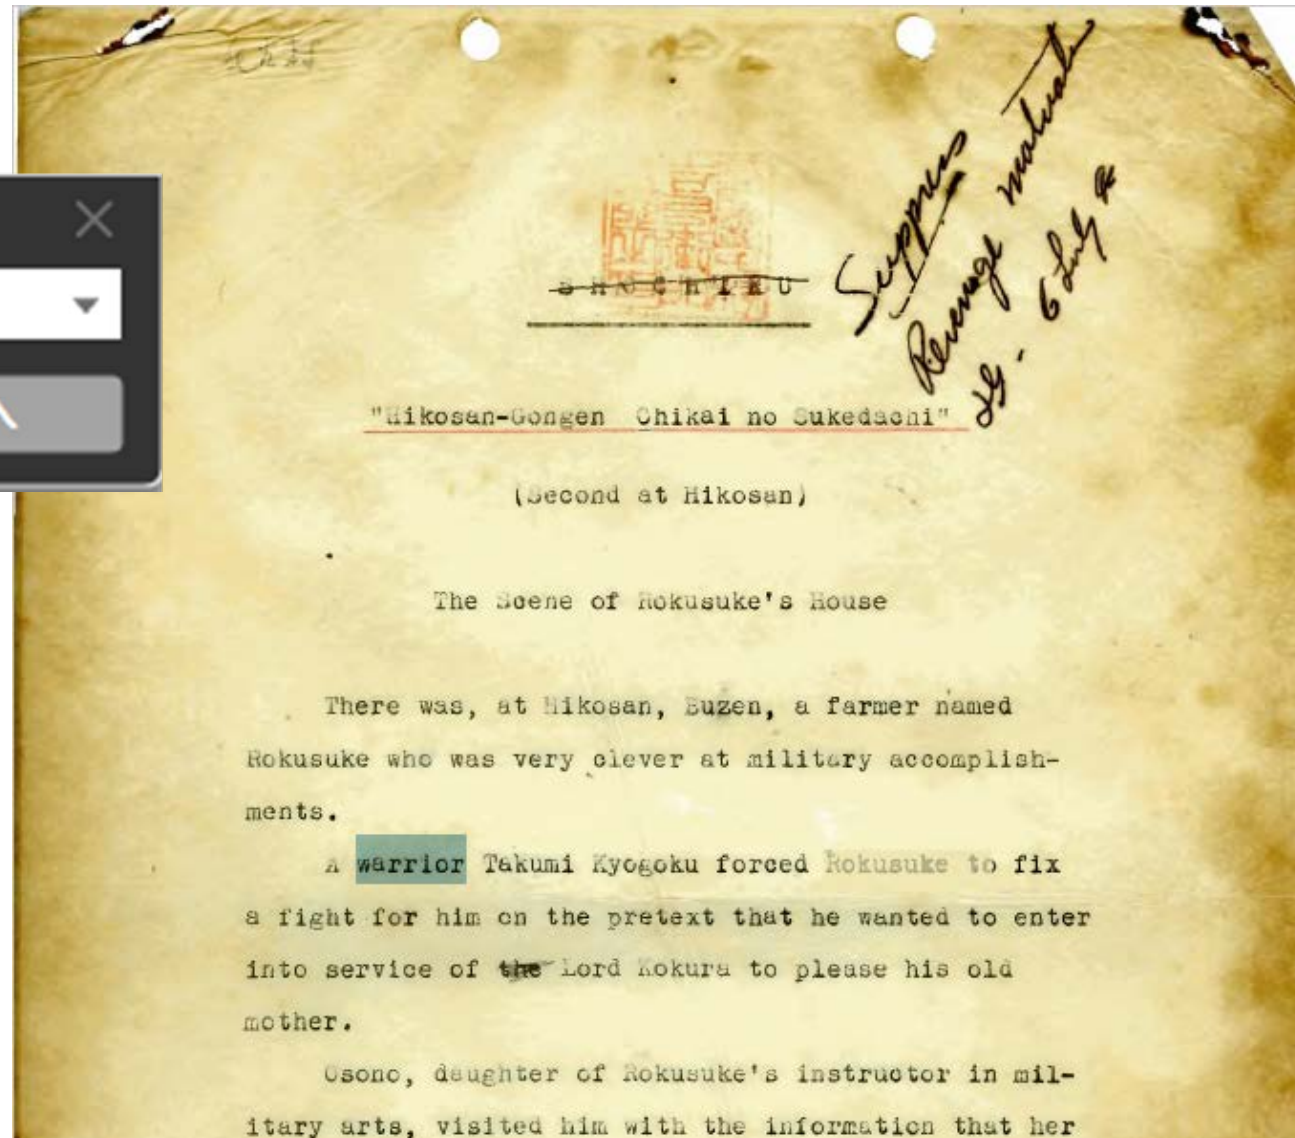 Suppress
Revenge
6 July
SHOCHIKU
"Hikosan-Gongen Chikai no Sukedachi"
(Second at Hikosan)
The Scene of Rokusuke's House
There was, at Hikosan, Buzen, a farmer named
Rokusuke who was very clever at military accomplish-
ments.
A warrior Takumi Kyogoku forced Rokusuke to fix
a fight for him on the pretext that he wanted to enter
into service of the Lord Kokura to please his old
mother.
Osono, daughter of Rokusuke's instructor in mil-
itary arts, visited him with the information that her